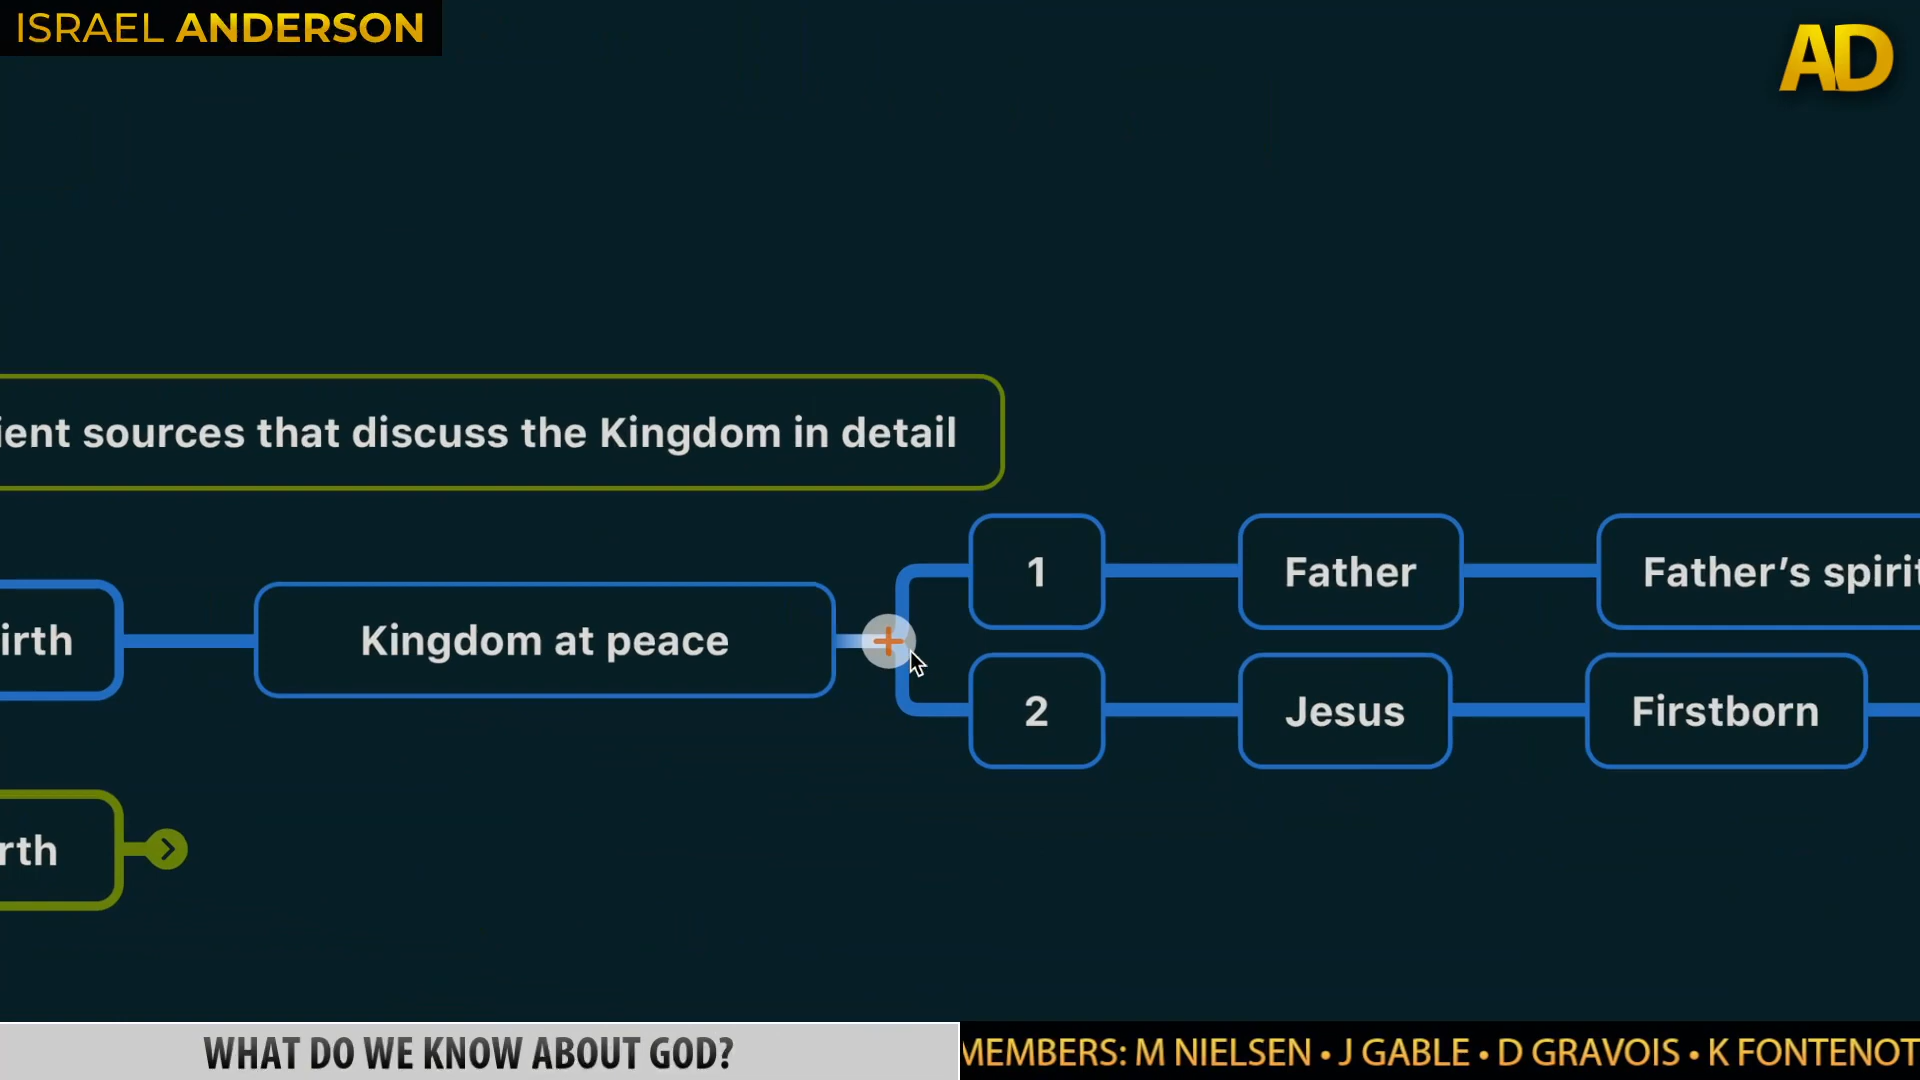 ISRAEL ANDERSON
AD
ient sources that discuss the Kingdom in detail
1
Father
Father's spirit
irth
Kingdom at peace
2
Jesus
Firstborn
rth
WHAT DO WE KNOW ABOUT GOD?
MEMBERS: M NIELSEN • J GABLE • D GRAVOIS • K FONTENOT